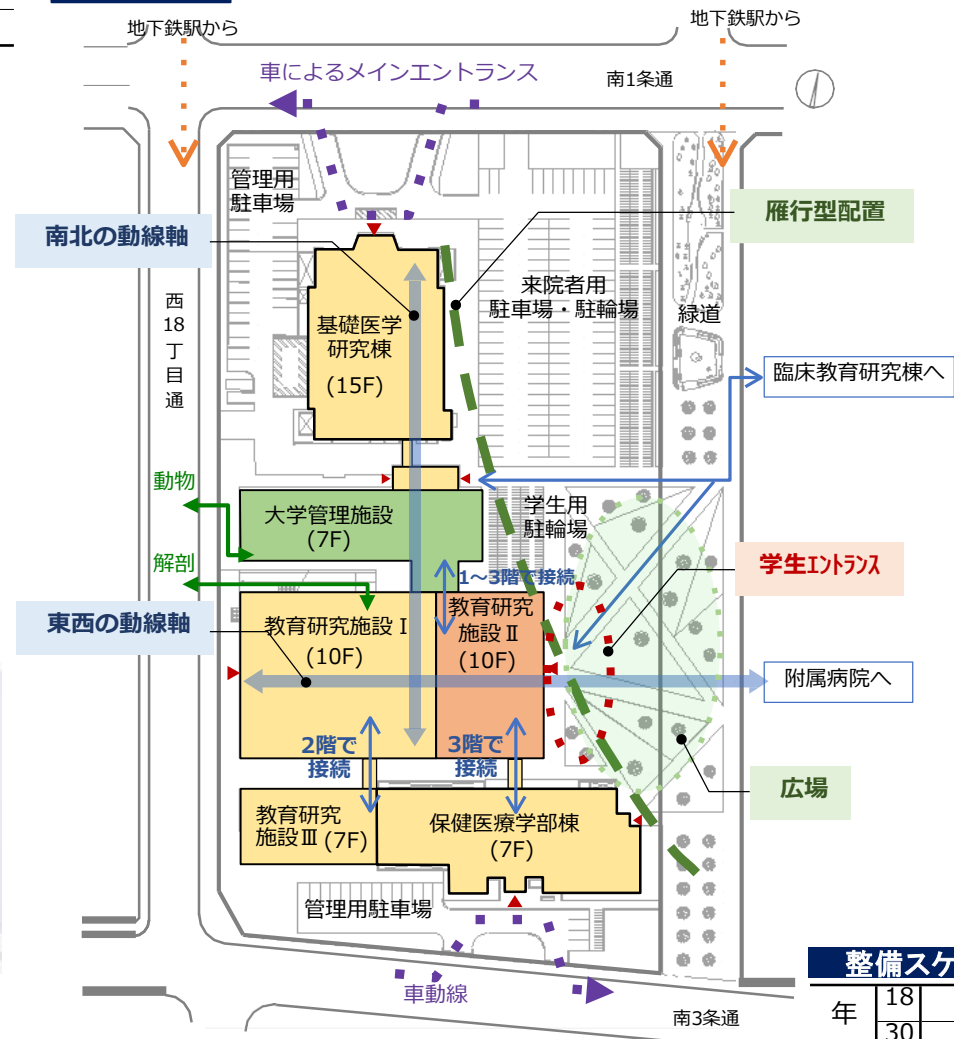 地下鉄駅から
地下鉄駅から
車によるメインエントランス
南1条通
管理用
駐車場
雁行型配置
南北の動線軸
来院者用
駐車場・駐輪場
緑道
西
18
丁
目
通
基礎医学
研究棟
(15F)
臨床教育研究棟へ
動物
大学管理施設
(7F)
学生用
駐輪場
解剖
1～3階で接続
学生エントランス
東西の動線軸
教育研究施設Ⅰ
(10F)
教育研究
施設Ⅱ
(10F)
附属病院へ
2階で
接続
3階で
接続
広場
教育研究
施設Ⅲ (7F)
保健医療学部棟
(7F)
管理用駐車場
車動線
南3条通
整備スケ
年
18
30